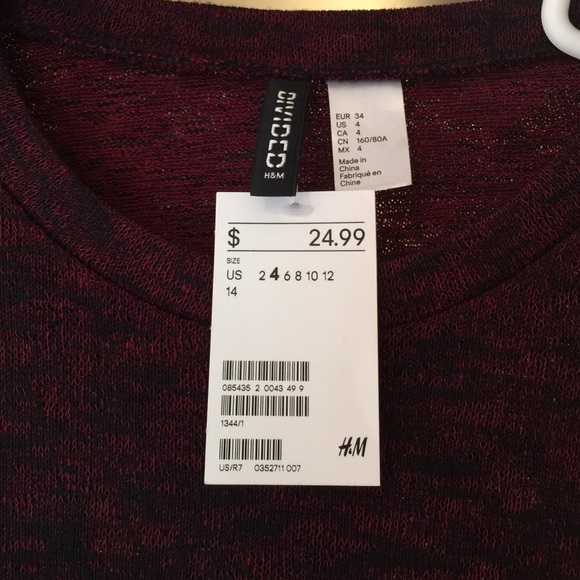 DIVIDED
H&M
EUR 34
US 4
CA 4
CN 160/80A
MX 4
Made in
China
Fabriqué en
Chine
$ 24.99
SIZE
US 2 4 6 8 10 12
14
085435 2 0043 49 9
1344/1
US/R7 0352711 007
H&M